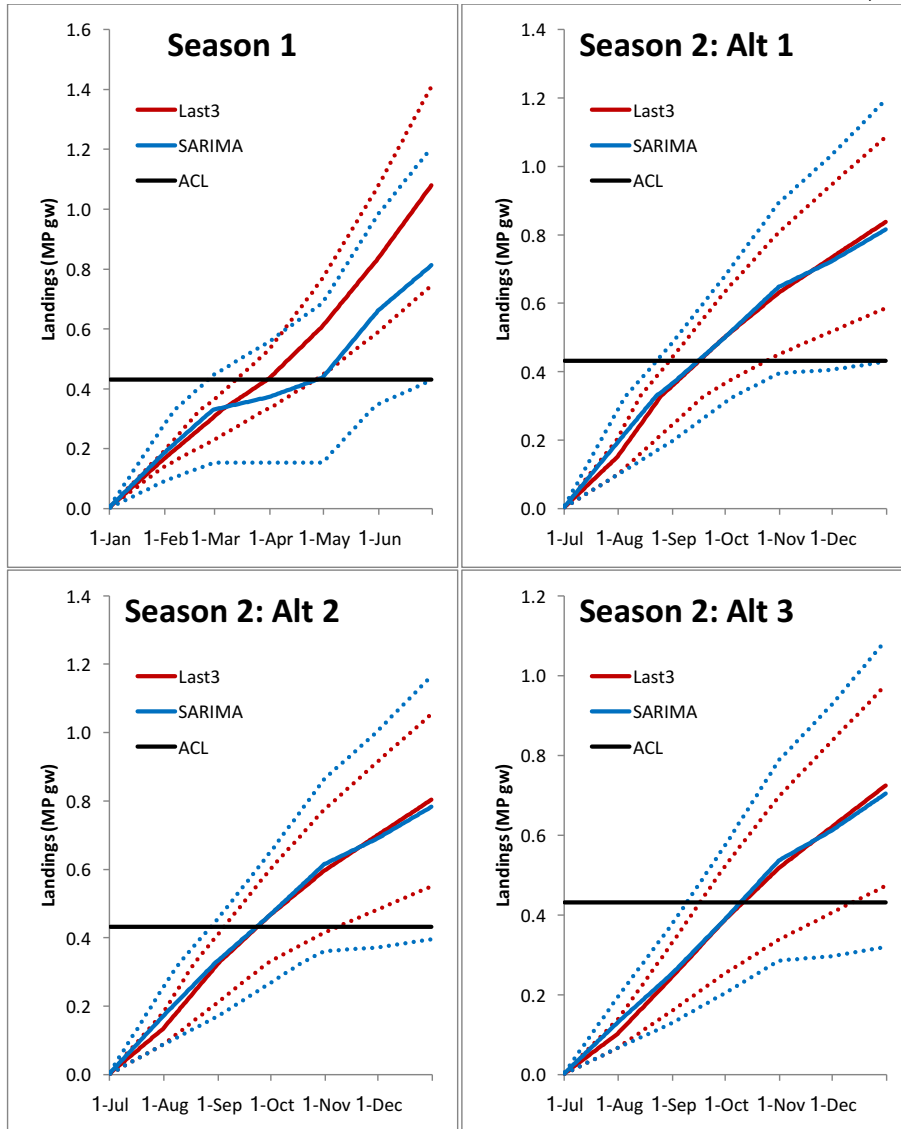 Season 1
Landings (MP gw)
1.6
1.4
1.2
1.0
0.8
0.6
0.4
0.2
0.0
Last3
SARIMA
ACL
1-Jan 1-Feb 1-Mar 1-Apr 1-May 1-Jun
Season 2: Alt 1
Landings (MP gw)
1.4
1.2
1.0
0.8
0.6
0.4
0.2
0.0
Last3
SARIMA
ACL
1-Jul 1-Aug 1-Sep 1-Oct 1-Nov 1-Dec
Season 2: Alt 2
Landings (MP gw)
1.4
1.2
1.0
0.8
0.6
0.4
0.2
0.0
Last3
SARIMA
ACL
1-Jul 1-Aug 1-Sep 1-Oct 1-Nov 1-Dec
Season 2: Alt 3
Landings (MP gw)
1.2
1.0
0.8
0.6
0.4
0.2
0.0
Last3
SARIMA
ACL
1-Jul 1-Aug 1-Sep 1-Oct 1-Nov 1-Dec